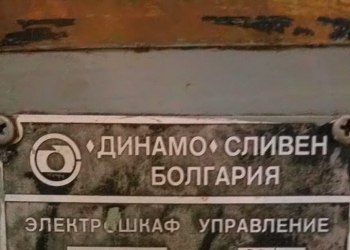 ♦ДИНАМО♦ СЛИВЕН
БОЛГАРИЯ
ЭЛЕКТРОШКАФ УПРАВЛЕНИЕ